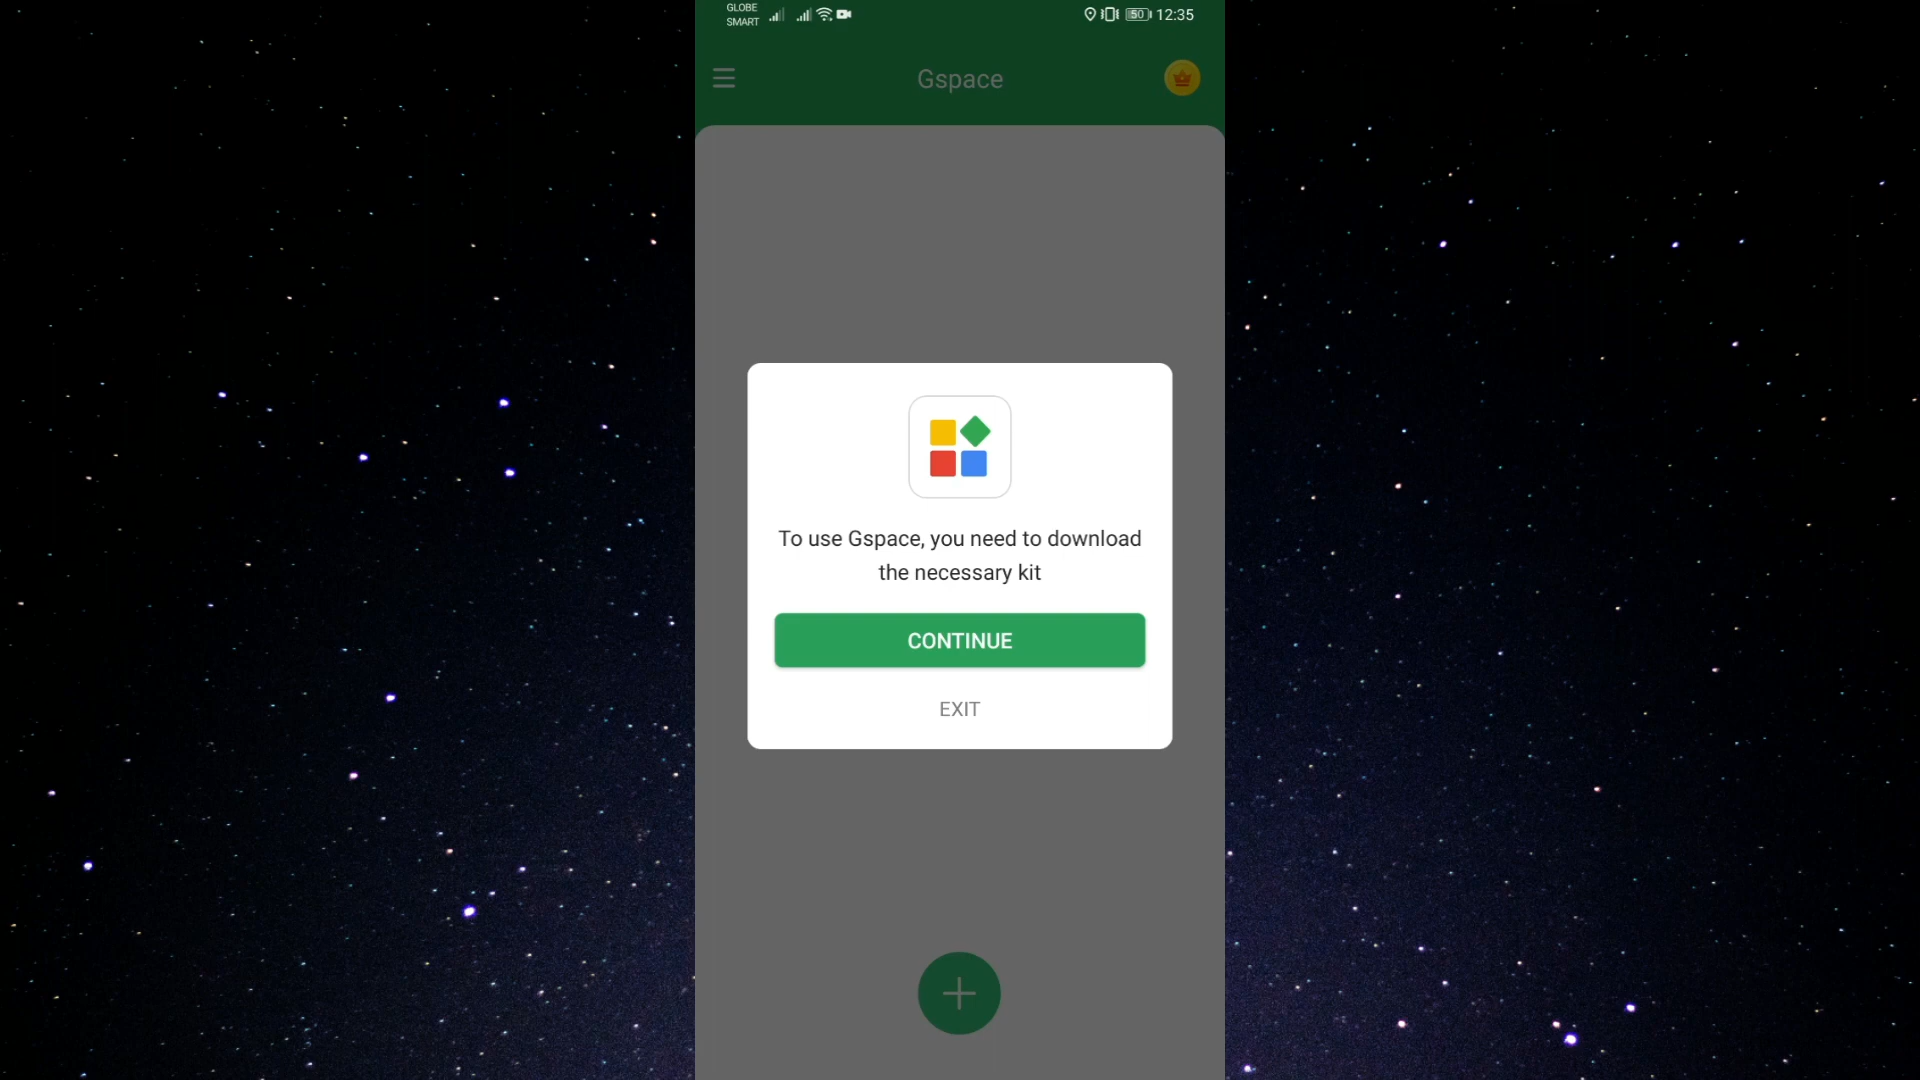 GLOBE
SMART
50 12:35
Gspace
To use Gspace, you need to download
the necessary kit
CONTINUE
EXIT